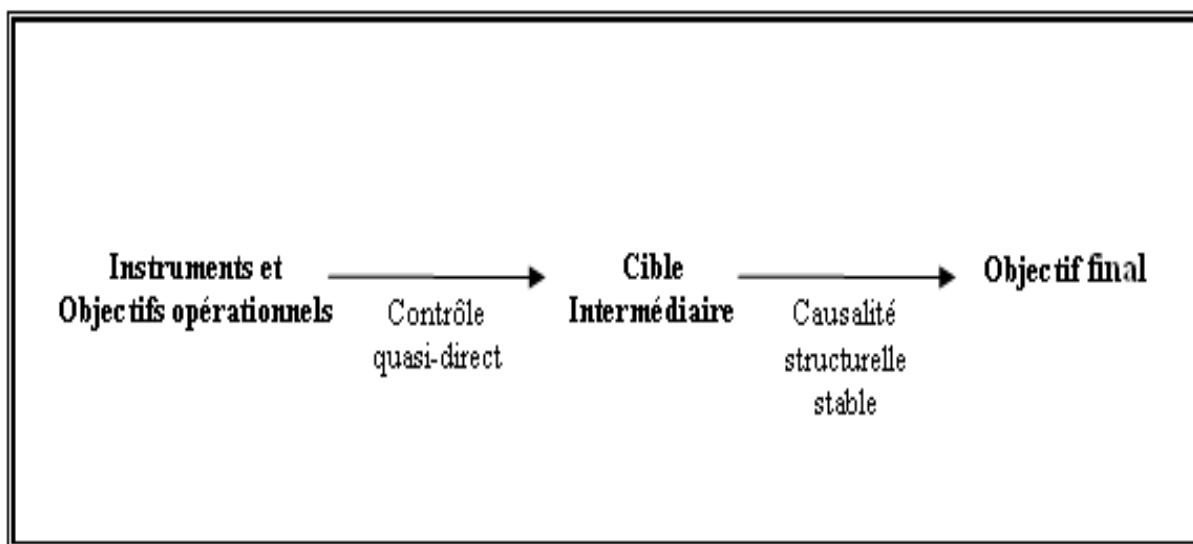 Instruments et
Objectifs opérationnels
Contrôle
quasi-direct
Cible
Intermédiaire
Causalité
structurelle
stable
Objectif final